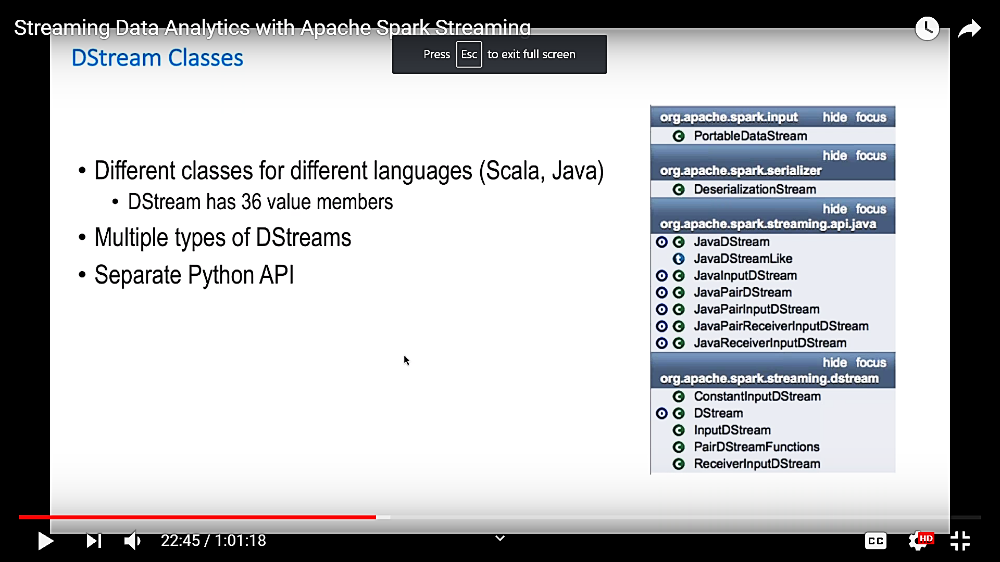 Streaming Data Analytics with Apache Spark Streaming
Press Esc to exit full screen
DStream Classes
• Different classes for different languages (Scala, Java)
• DStream has 36 value members
• Multiple types of DStreams
• Separate Python API
org.apache.spark.input hide focus
PortableDataStream
hide focus
org.apache.spark.serializer
DeserializationStream
hide focus
org.apache.spark.streaming.api.java
JavaDStream
JavaDStreamLike
JavaInputDStream
JavaPairDStream
JavaPairInputDStream
JavaPairReceiverInputDStream
JavaReceiverInputDStream
hide focus
org.apache.spark.streaming.dstream
ConstantInputDStream
DStream
InputDStream
PairDStreamFunctions
ReceiverInputDStream
22:45 / 1:01:18
CC
HD